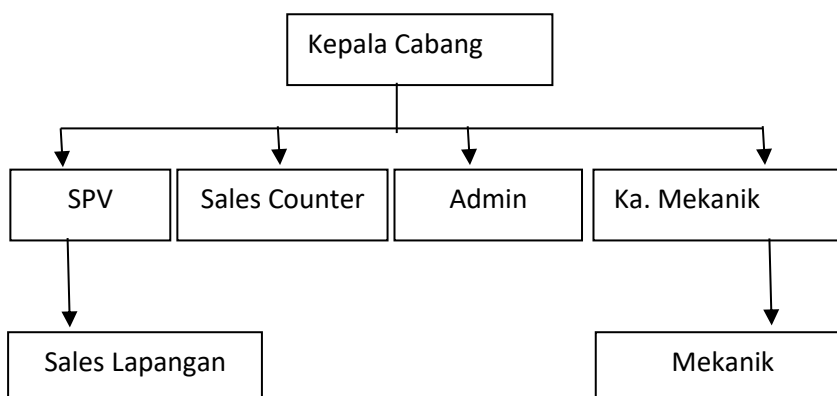 Kepala Cabang
SPV
Sales Counter
Admin
Ka. Mekanik
Sales Lapangan
Mekanik